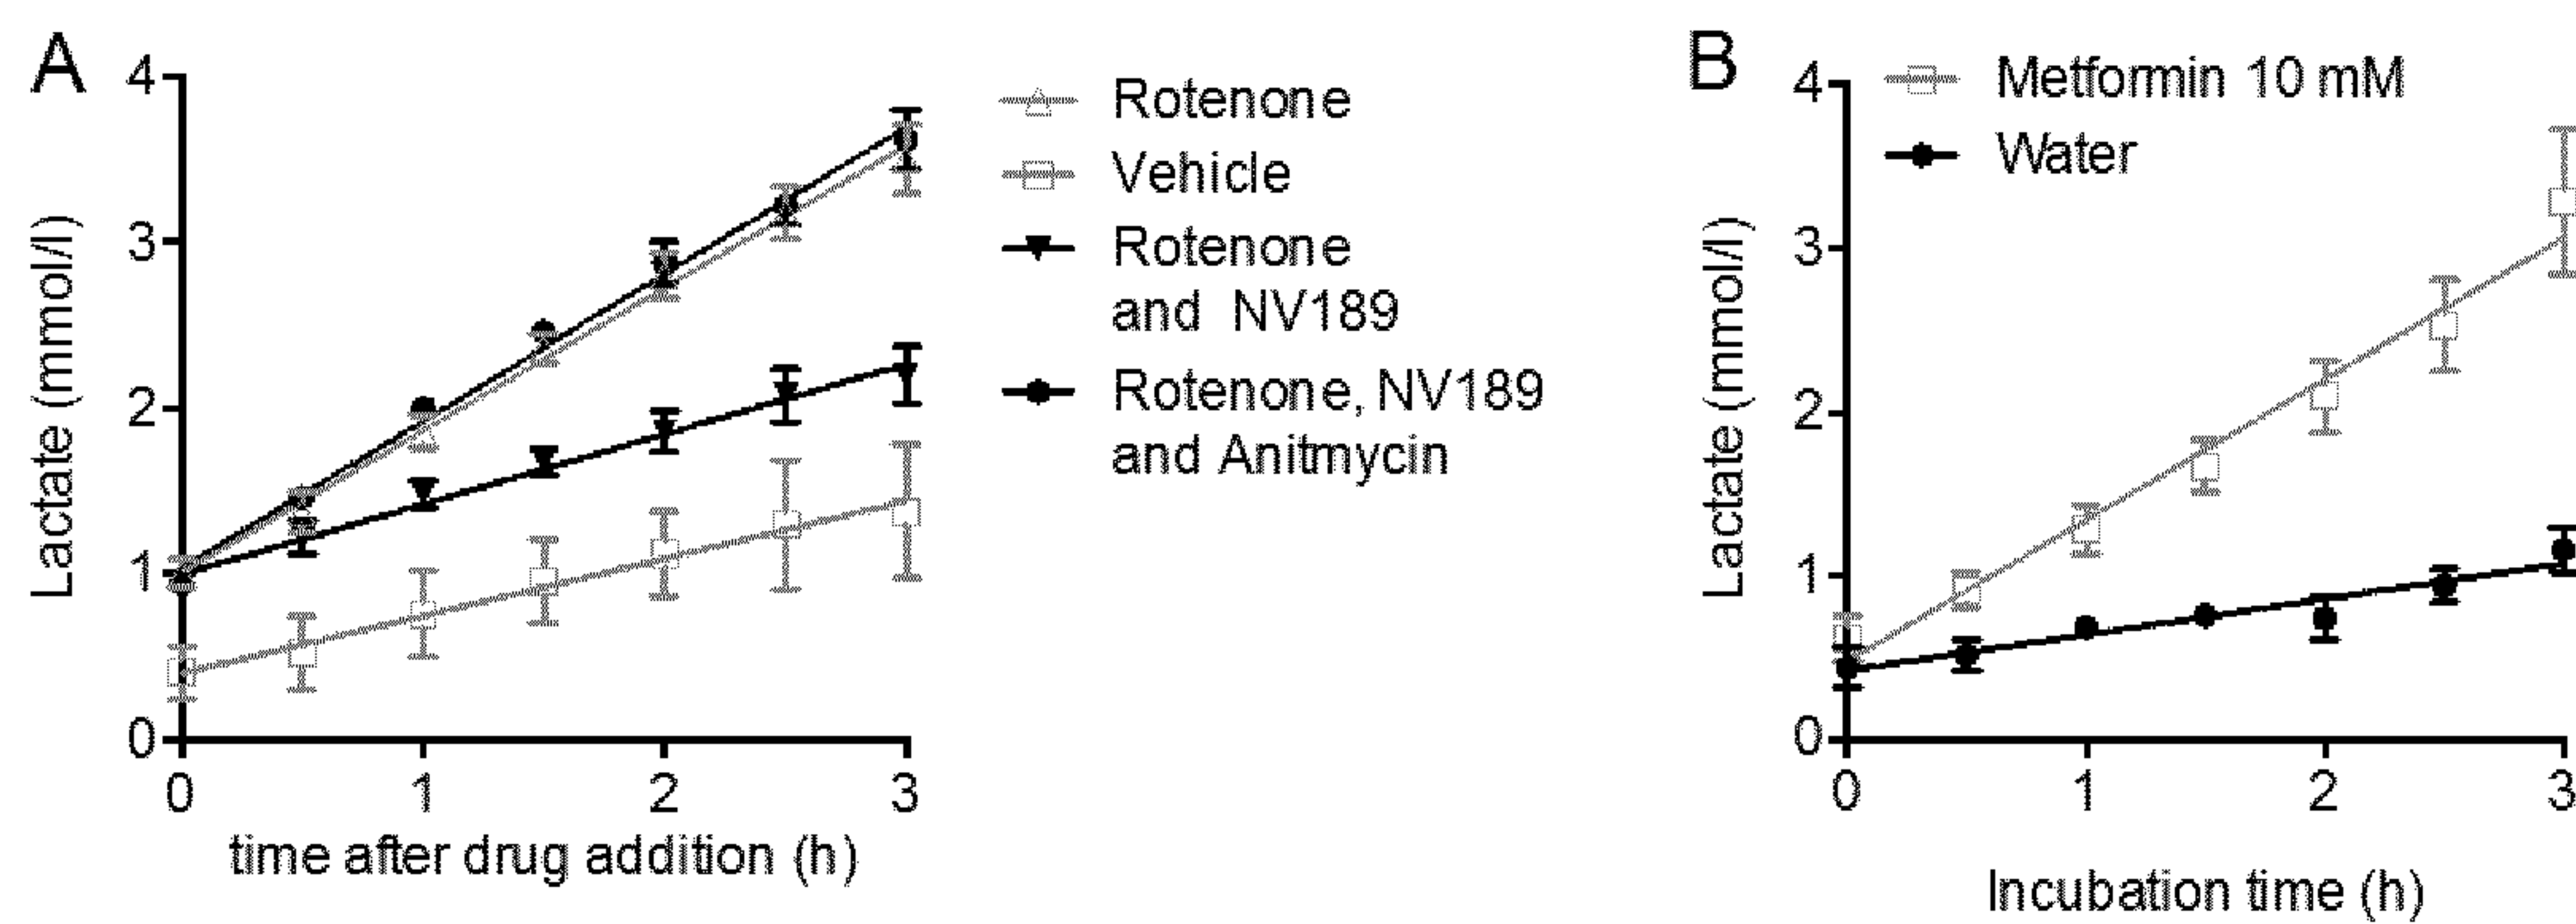 A
4
3
2
1
0
0 1 2 3
Lactate (mmol/l)
time after drug addition (h)
Rotenone
Vehicle
Rotenone
and NV189
Rotenone, NV189
and Anitmycin
B
4
3
2
1
0
0 1 2 3
Lactate (mmol/l)
Incubation time (h)
Metformin 10 mM
Water